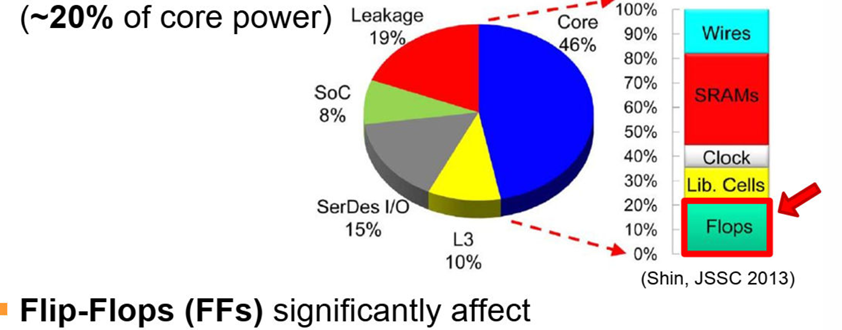 (~20% of core power)
Leakage
19%
Core
46%
SoC
8%
SerDes I/O
15%
L3
10%
100%
90%
80%
70%
60%
50%
40%
30%
20%
10%
0%
Wires
SRAMs
Clock
Lib. Cells
Flops
(Shin, JSSC 2013)
Flip-Flops (FFs) significantly affect